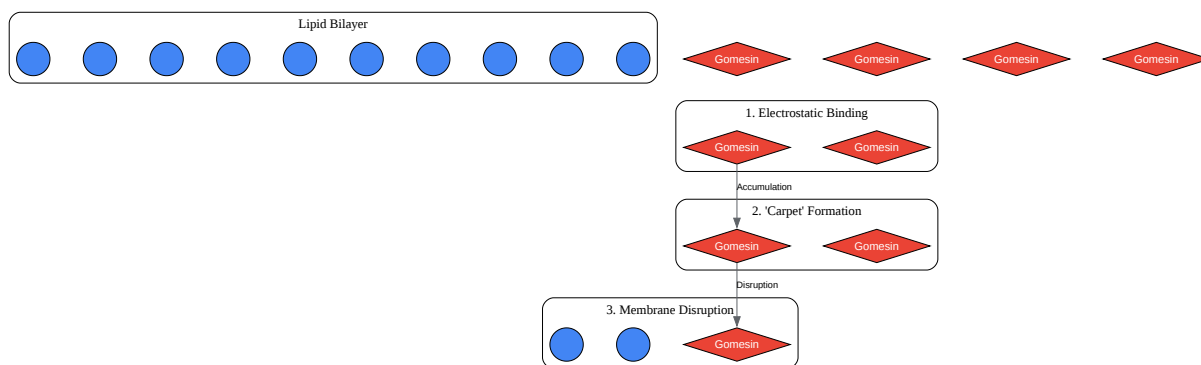 Lipid Bilayer
Gomesin Gomesin Gomesin Gomesin
1. Electrostatic Binding
Gomesin Gomesin
Accumulation
2. 'Carpet' Formation
Gomesin Gomesin
Disruption
3. Membrane Disruption
Gomesin